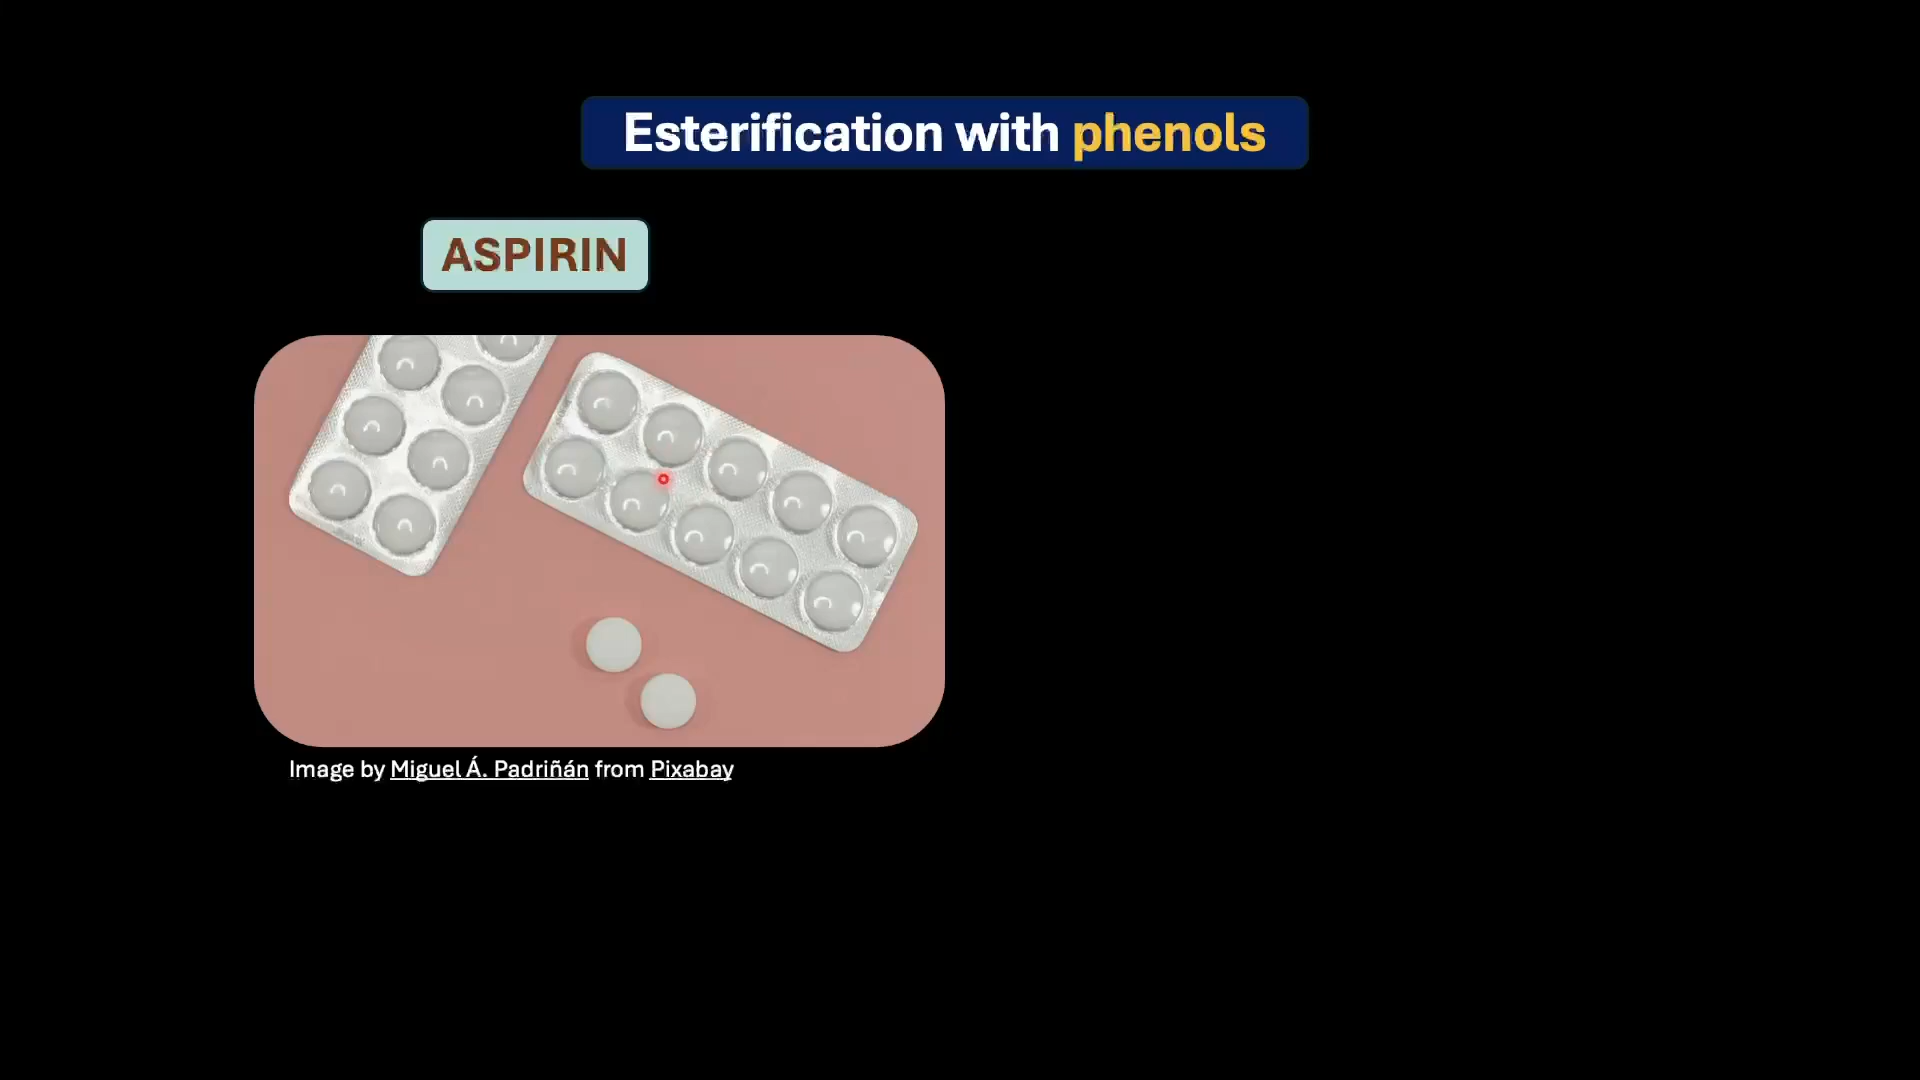 Esterification with phenols
ASPIRIN
Image by Miguel Á. Padriñán from Pixabay